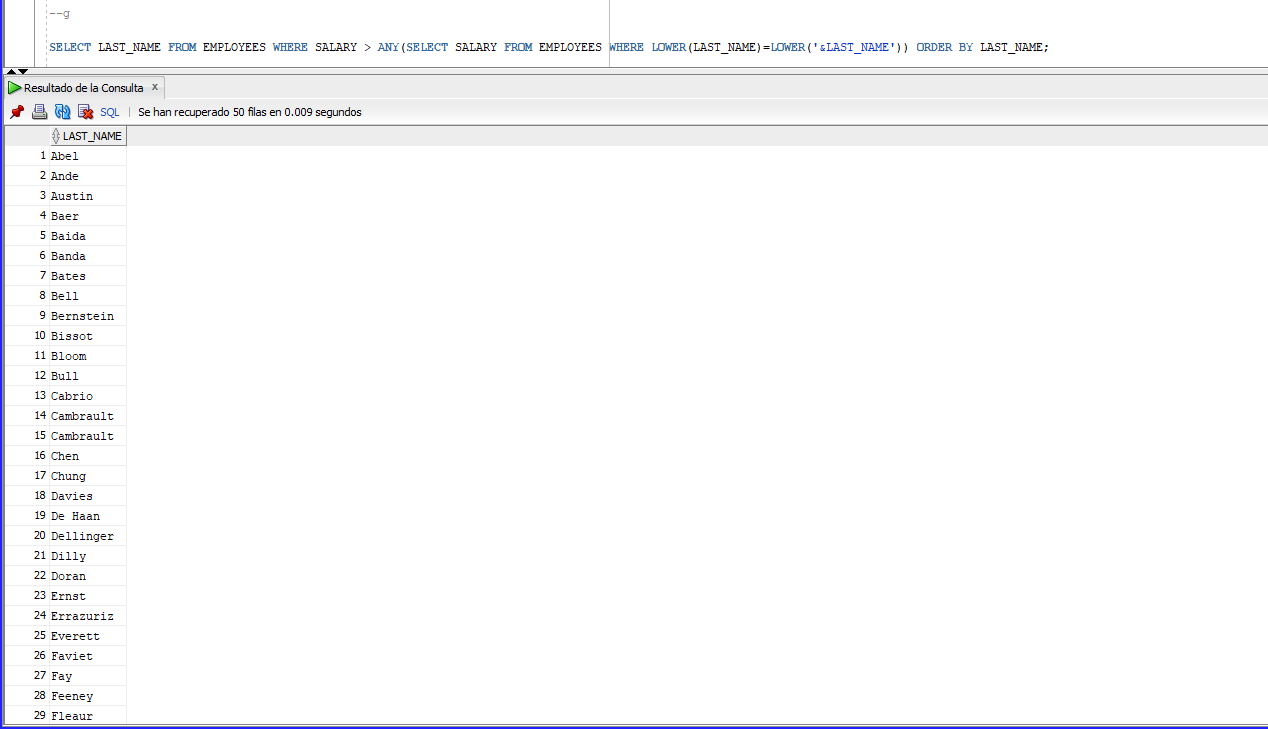 --g
SELECT LAST_NAME FROM EMPLOYEES WHERE SALARY > ANY(SELECT SALARY FROM EMPLOYEES WHERE LOWER(LAST_NAME)=LOWER('&LAST_NAME')) ORDER BY LAST_NAME;
Resultado de la Consulta x
SQL | Se han recuperado 50 filas en 0.009 segundos
LAST_NAME
1 Abel
2 Ande
3 Austin
4 Baer
5 Baida
6 Banda
7 Bates
8 Bell
9 Bernstein
10 Bissot
11 Bloom
12 Bull
13 Cabrio
14 Cambrault
15 Cambrault
16 Chen
17 Chung
18 Davies
19 De Haan
20 Dellinger
21 Dilly
22 Doran
23 Ernst
24 Errazuriz
25 Everett
26 Faviet
27 Fay
28 Feeney
29 Fleaur